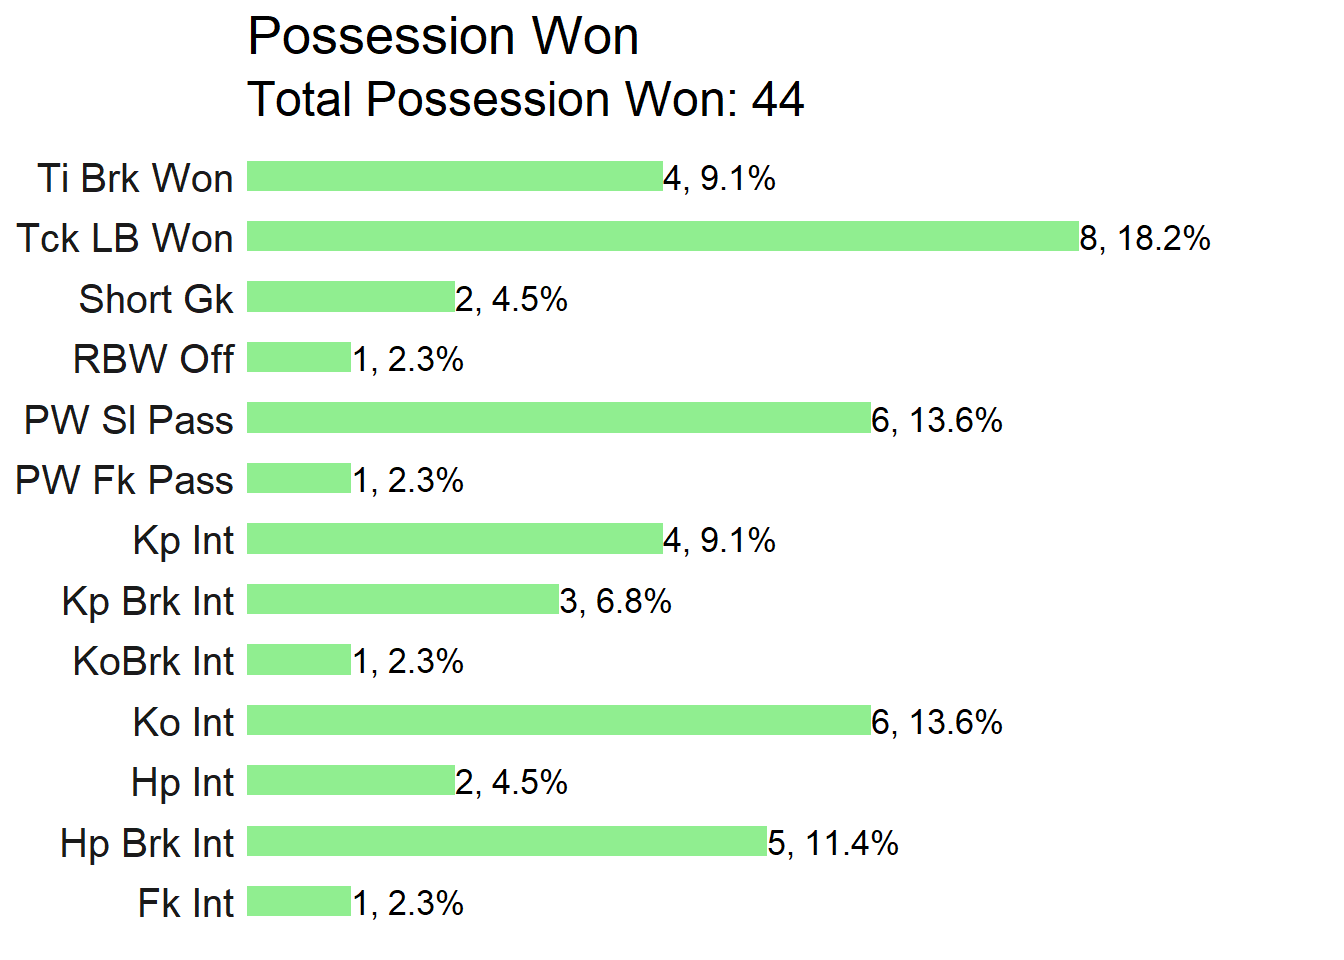 Possession Won
Total Possession Won: 44
Ti Brk Won 4, 9.1%
Tck LB Won 8, 18.2%
Short Gk 2, 4.5%
RBW Off 1, 2.3%
PW Sl Pass 6, 13.6%
PW Fk Pass 1, 2.3%
Kp Int 4, 9.1%
Kp Brk Int 3, 6.8%
KoBrk Int 1, 2.3%
Ko Int 6, 13.6%
Hp Int 2, 4.5%
Hp Brk Int 5, 11.4%
Fk Int 1, 2.3%